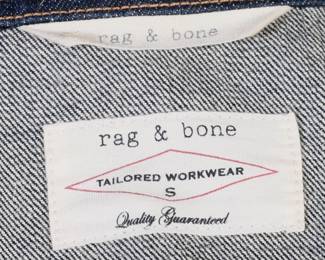 rag & bone
rag & bone
TAILORED WORKWEAR
S
Quality Guaranteed